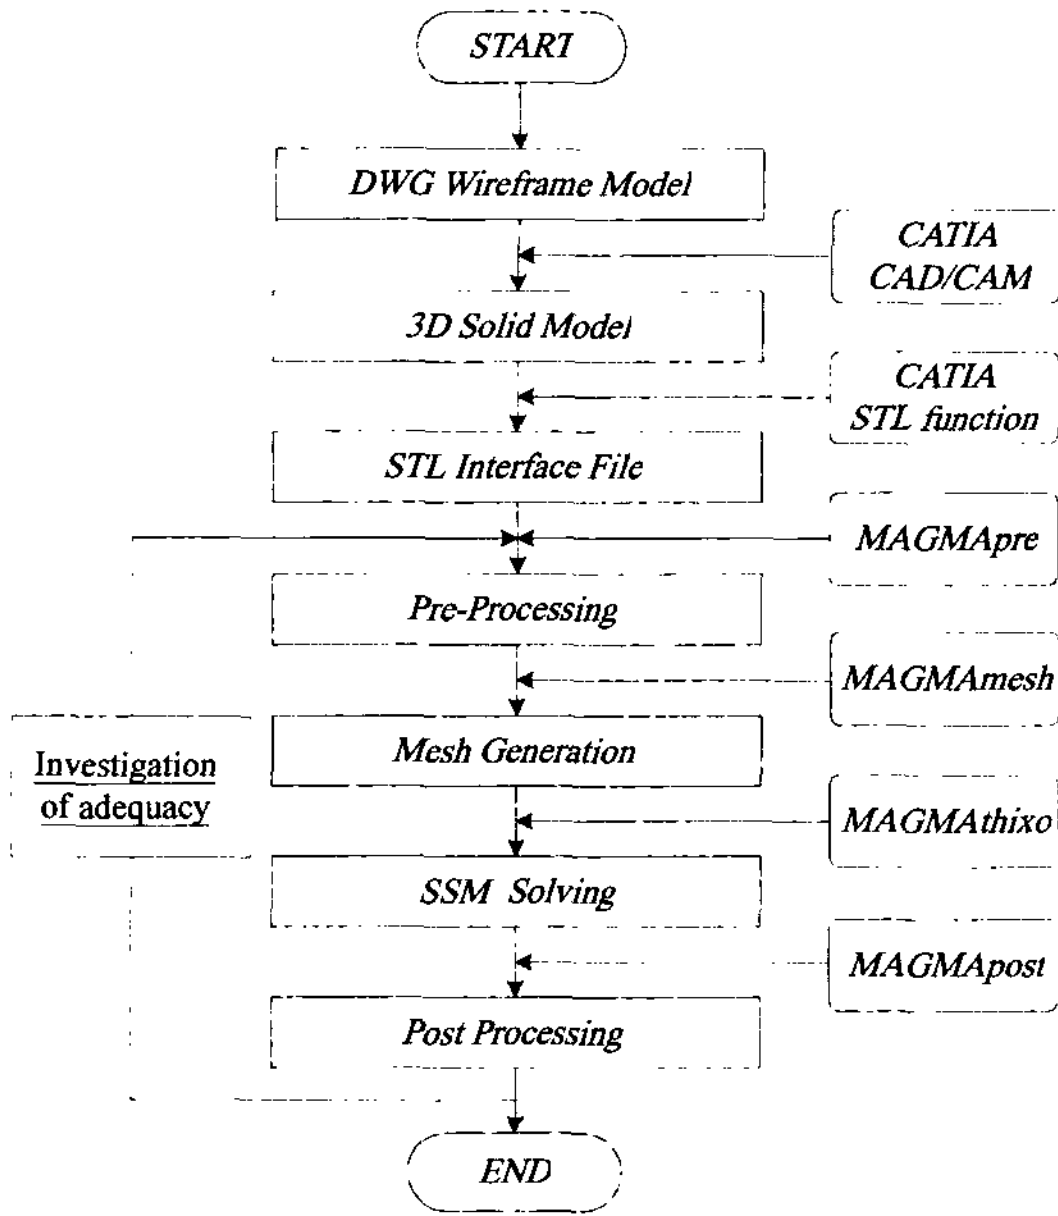 START
DWG Wireframe Model
CATIA
CAD/CAM
3D Solid Model
CATIA
STL function
STL Interface File
MAGMApre
Pre-Processing
MAGMAmesh
Mesh Generation
Investigation
of adequacy
MAGMAthixo
SSM Solving
MAGMApost
Post Processing
END